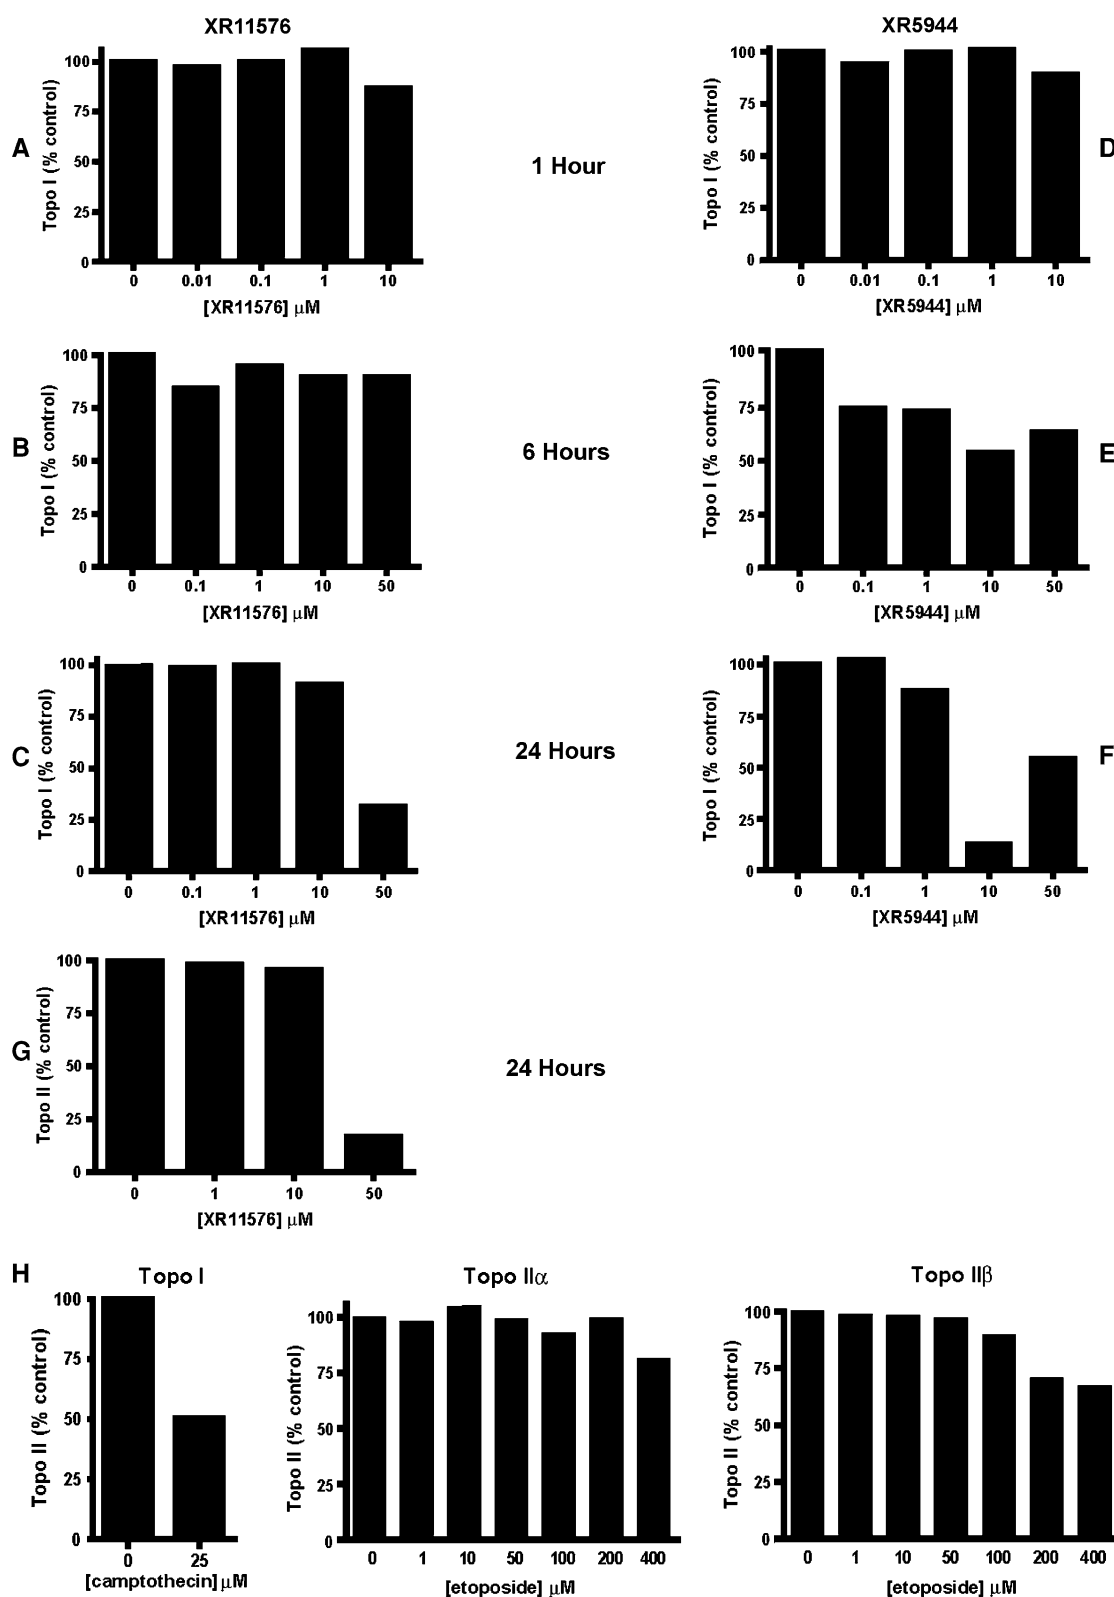 XR11576
XR5944
A
Topo I (% control)
100
75
50
25
0
0 0.01 0.1 1 10
[XR11576] μM
1 Hour
D
Topo I (% control)
100
75
50
25
0
0 0.01 0.1 1 10
[XR5944] μM
B
Topo I (% control)
100
75
50
25
0
0 0.1 1 10 50
[XR11576] μM
6 Hours
E
Topo I (% control)
100
75
50
25
0
0 0.1 1 10 50
[XR5944] μM
C
Topo I (% control)
100
75
50
25
0
0 0.1 1 10 50
[XR11576] μM
24 Hours
F
Topo I (% control)
100
75
50
25
0
0 0.1 1 10 50
[XR5944] μM
G
Topo II (% control)
100
75
50
25
0
0 1 10 50
[XR11576] μM
24 Hours
H
Topo I
Topo II (% control)
100
75
50
25
0
0 25
[camptothecin] μM
Topo IIα
Topo II (% control)
100
75
50
25
0
0 1 10 50 100 200 400
[etoposide] μM
Topo IIβ
Topo II (% control)
100
75
50
25
0
0 1 10 50 100 200 400
[etoposide] μM